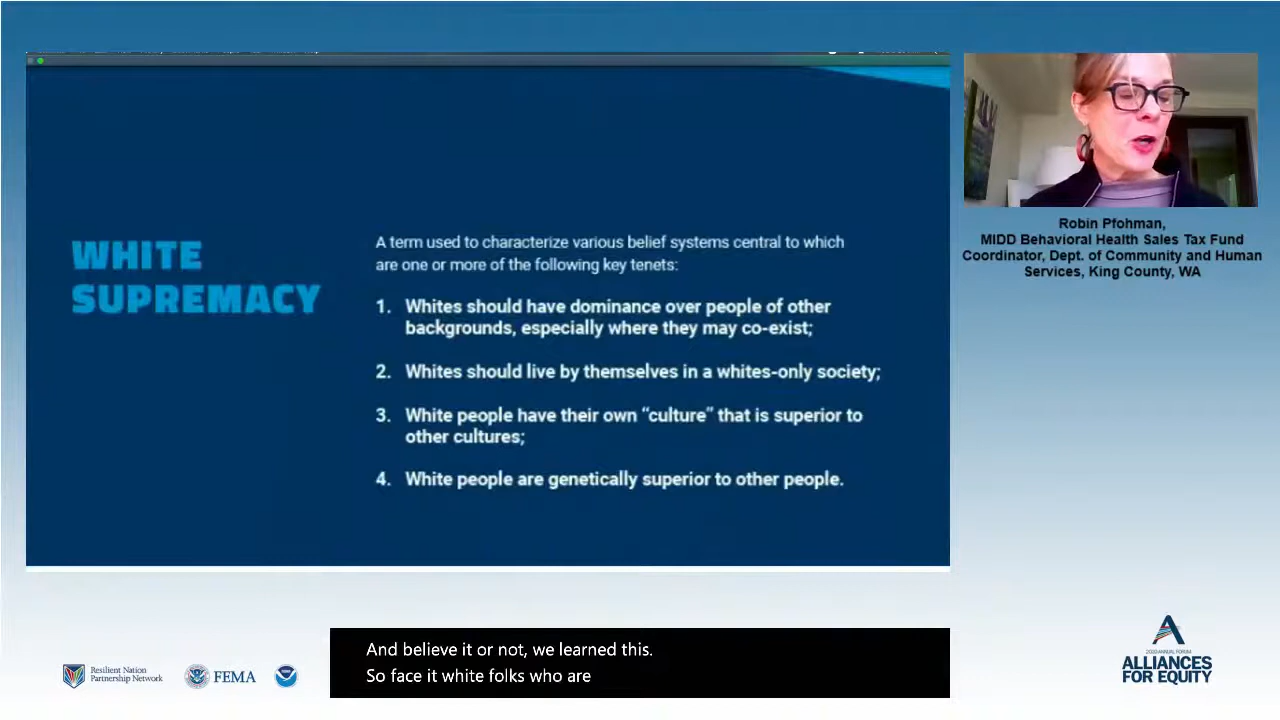 WHITE
SUPREMACY
A term used to characterize various belief systems central to which
are one or more of the following key tenets:
1. Whites should have dominance over people of other
backgrounds, especially where they may co-exist;
2. Whites should live by themselves in a whites-only society;
3. White people have their own “culture” that is superior to
other cultures;
4. White people are genetically superior to other people.
Robin Pfohman,
MIDD Behavioral Health Sales Tax Fund
Coordinator, Dept. of Community and Human
Services, King County, WA
And believe it or not, we learned this.
So face it white folks who are
Resilient Nation
Partnership Network
FEMA
2022 ANNUAL FORUM
ALLIANCES
FOR EQUITY